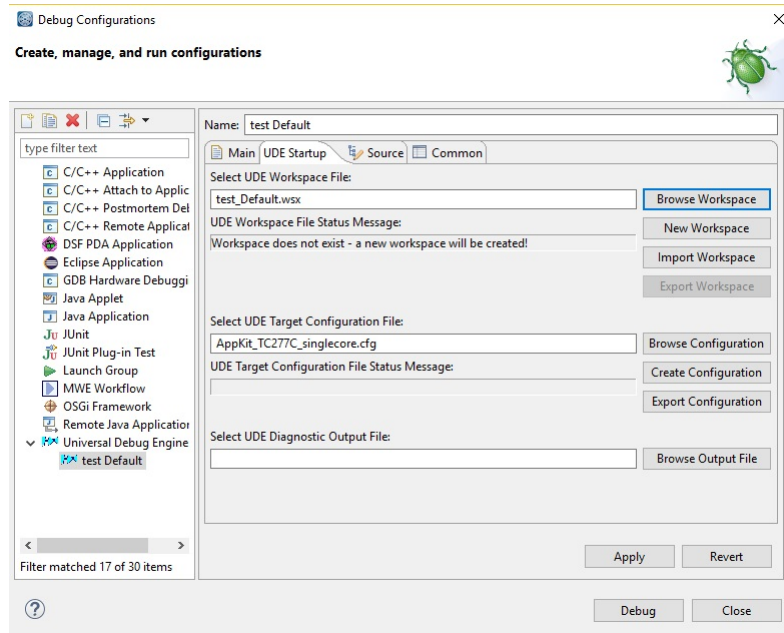 Debug Configurations
Create, manage, and run configurations
type filter text
C/C++ Application
C/C++ Attach to Applic
C/C++ Postmortem Del
C/C++ Remote Applicat
DSF PDA Application
Eclipse Application
GDB Hardware Debuggi
Java Applet
Java Application
JUnit
JUnit Plug-in Test
Launch Group
MWE Workflow
OSGi Framework
Remote Java Application
Universal Debug Engine
test Default
Filter matched 17 of 30 items
Name: test Default
Main UDE Startup Source Common
Select UDE Workspace File:
test_Default.wsx Browse Workspace
UDE Workspace File Status Message: New Workspace
Workspace does not exist - a new workspace will be created!
Import Workspace
Export Workspace
Select UDE Target Configuration File:
AppKit_TC277C_singlecore.cfg Browse Configuration
UDE Target Configuration File Status Message: Create Configuration
Export Configuration
Select UDE Diagnostic Output File:
Browse Output File
Apply Revert
Debug Close